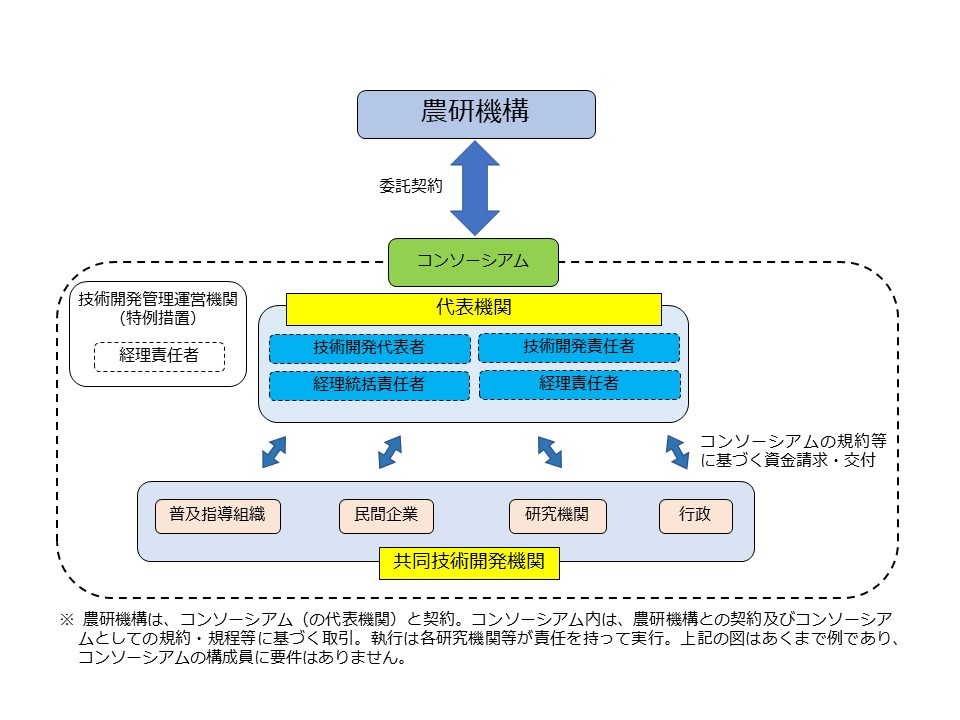 農研機構
委託契約
コンソーシアム
技術開発管理運営機関
(特例措置）
経理責任者
代表機関
技術開発代表者
技術開発責任者
経理統括責任者
経理責任者
コンソーシアムの規約等
に基づく資金請求・交付
普及指導組織
民間企業
研究機関
行政
共同技術開発機関
※ 農研機構は、コンソーシアム（の代表機関）と契約。コンソーシアム内は、農研機構との契約及びコンソーシア
ムとしての規約・規程等に基づく取引。執行は各研究機関等が責任を持って実行。上記の図はあくまで例であり、
コンソーシアムの構成員に要件はありません。